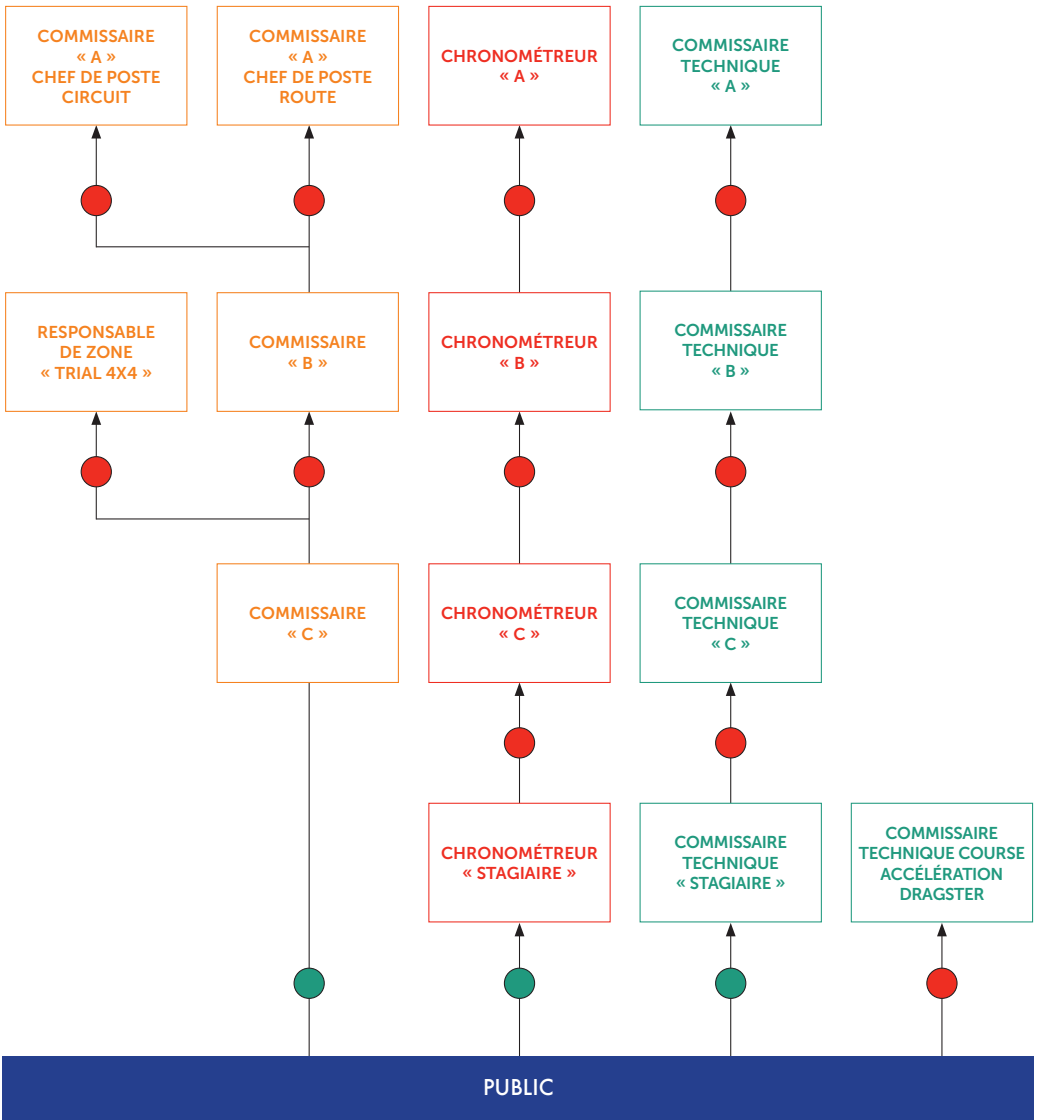 COMMISSAIRE
« A »
CHEF DE POSTE
CIRCUIT
COMMISSAIRE
« A »
CHEF DE POSTE
ROUTE
CHRONOMÉTREUR
« A »
COMMISSAIRE
TECHNIQUE
« A »
RESPONSABLE
DE ZONE
« TRIAL 4X4 »
COMMISSAIRE
« B »
CHRONOMÉTREUR
« B »
COMMISSAIRE
TECHNIQUE
« B »
COMMISSAIRE
« C »
CHRONOMÉTREUR
« C »
COMMISSAIRE
TECHNIQUE
« C »
CHRONOMÉTREUR
« STAGIAIRE »
COMMISSAIRE
TECHNIQUE
« STAGIAIRE »
COMMISSAIRE
TECHNIQUE COURSE
ACCÉLÉRATION
DRAGSTER
PUBLIC